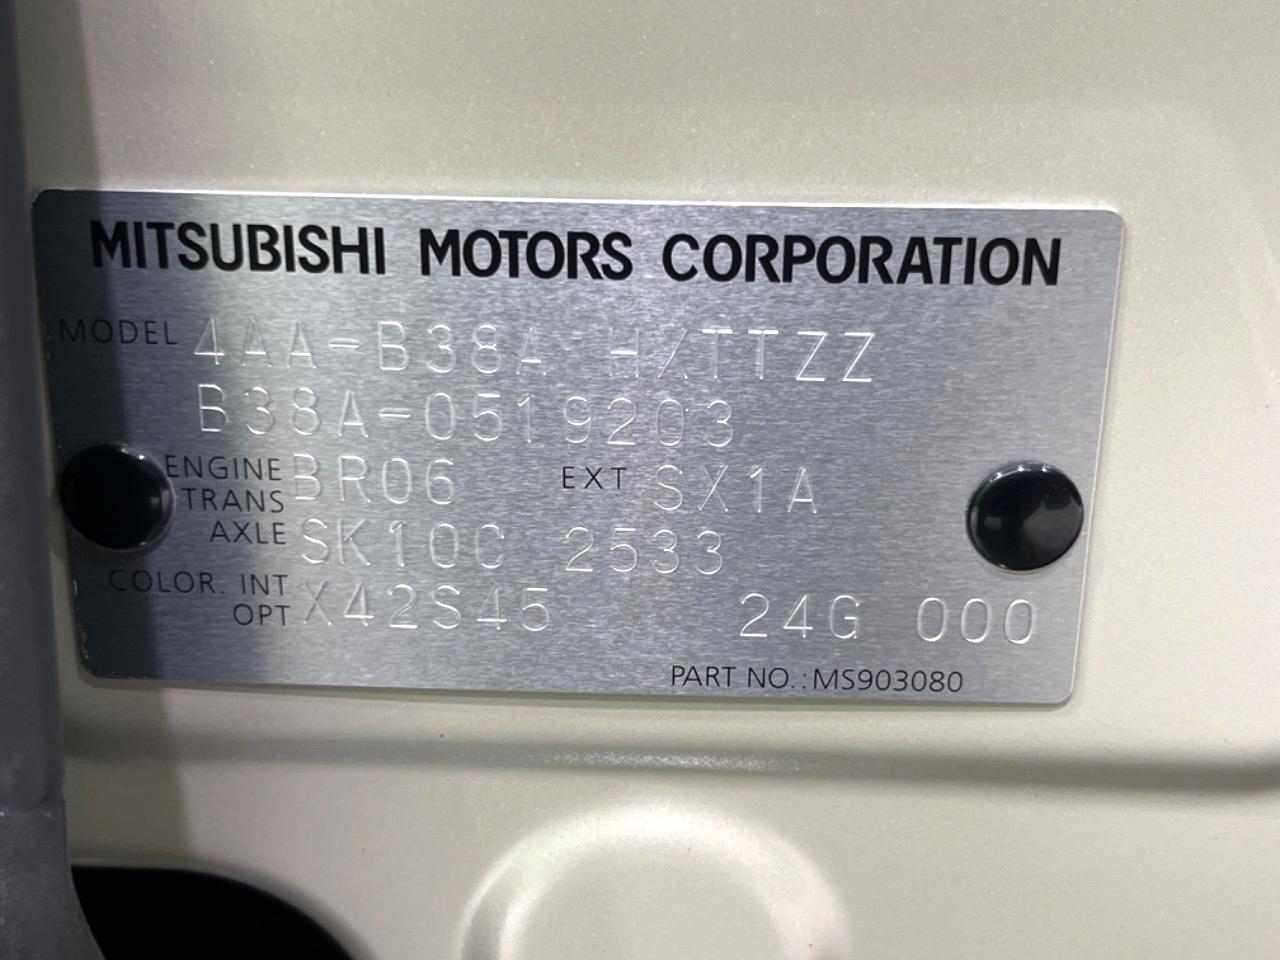 MITSUBISHI MOTORS CORPORATION
MODEL 4AA-B38A HXTTZZ
B38A-0519203
ENGINE BR06 EXT SX1A
TRANS
AXLE SK10C 2533
COLOR. INT
OPT X42S45 24G 000
PART NO.:MS903080